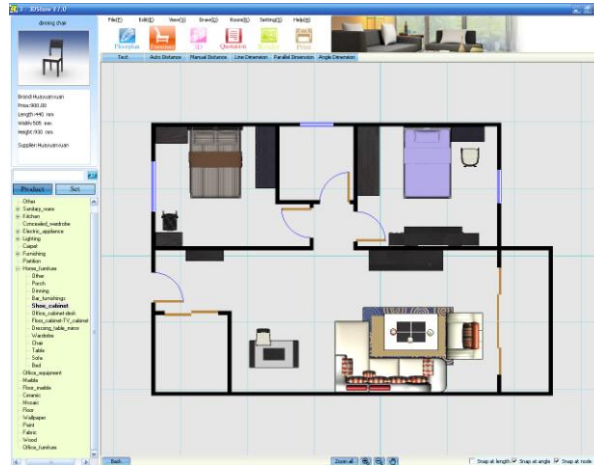 3DShow V7.0
dining chair
File(F) Edit(E) View(V) Draw(D) Room(R) Setting(S) Help(H)
Floorplan Furniture 3D Quotation Render Print
Text Auto Distance Manual Distance Line Dimension Parallel Dimension Angle Dimension
Brand:Huaxuanxuan
Price:900.00
Length:440 mm
Width:505 mm
Height:930 mm
Supplier:Huaxuanxuan
Product Set
Other
Sanitary_ware
Kitchen
Concealed_wardrobe
Electric_appliance
Lighting
Carpet
Furnishing
Partition
Home_furniture
Other
Porch
Dinning
Bar_furnishings
Shoe_cabinet
Office_cabinet-desk
Floor_cabinet-TV_cabinet
Dressing_table_mirror
Wardrobe
Chair
Table
Sofa
Bed
Office_equipment
Marble
Floor_marble
Ceramic
Mosaic
Floor
Wallpaper
Paint
Fabric
Wood
Office_furniture
Back Zoom all Snap at length Snap at angle Snap at node